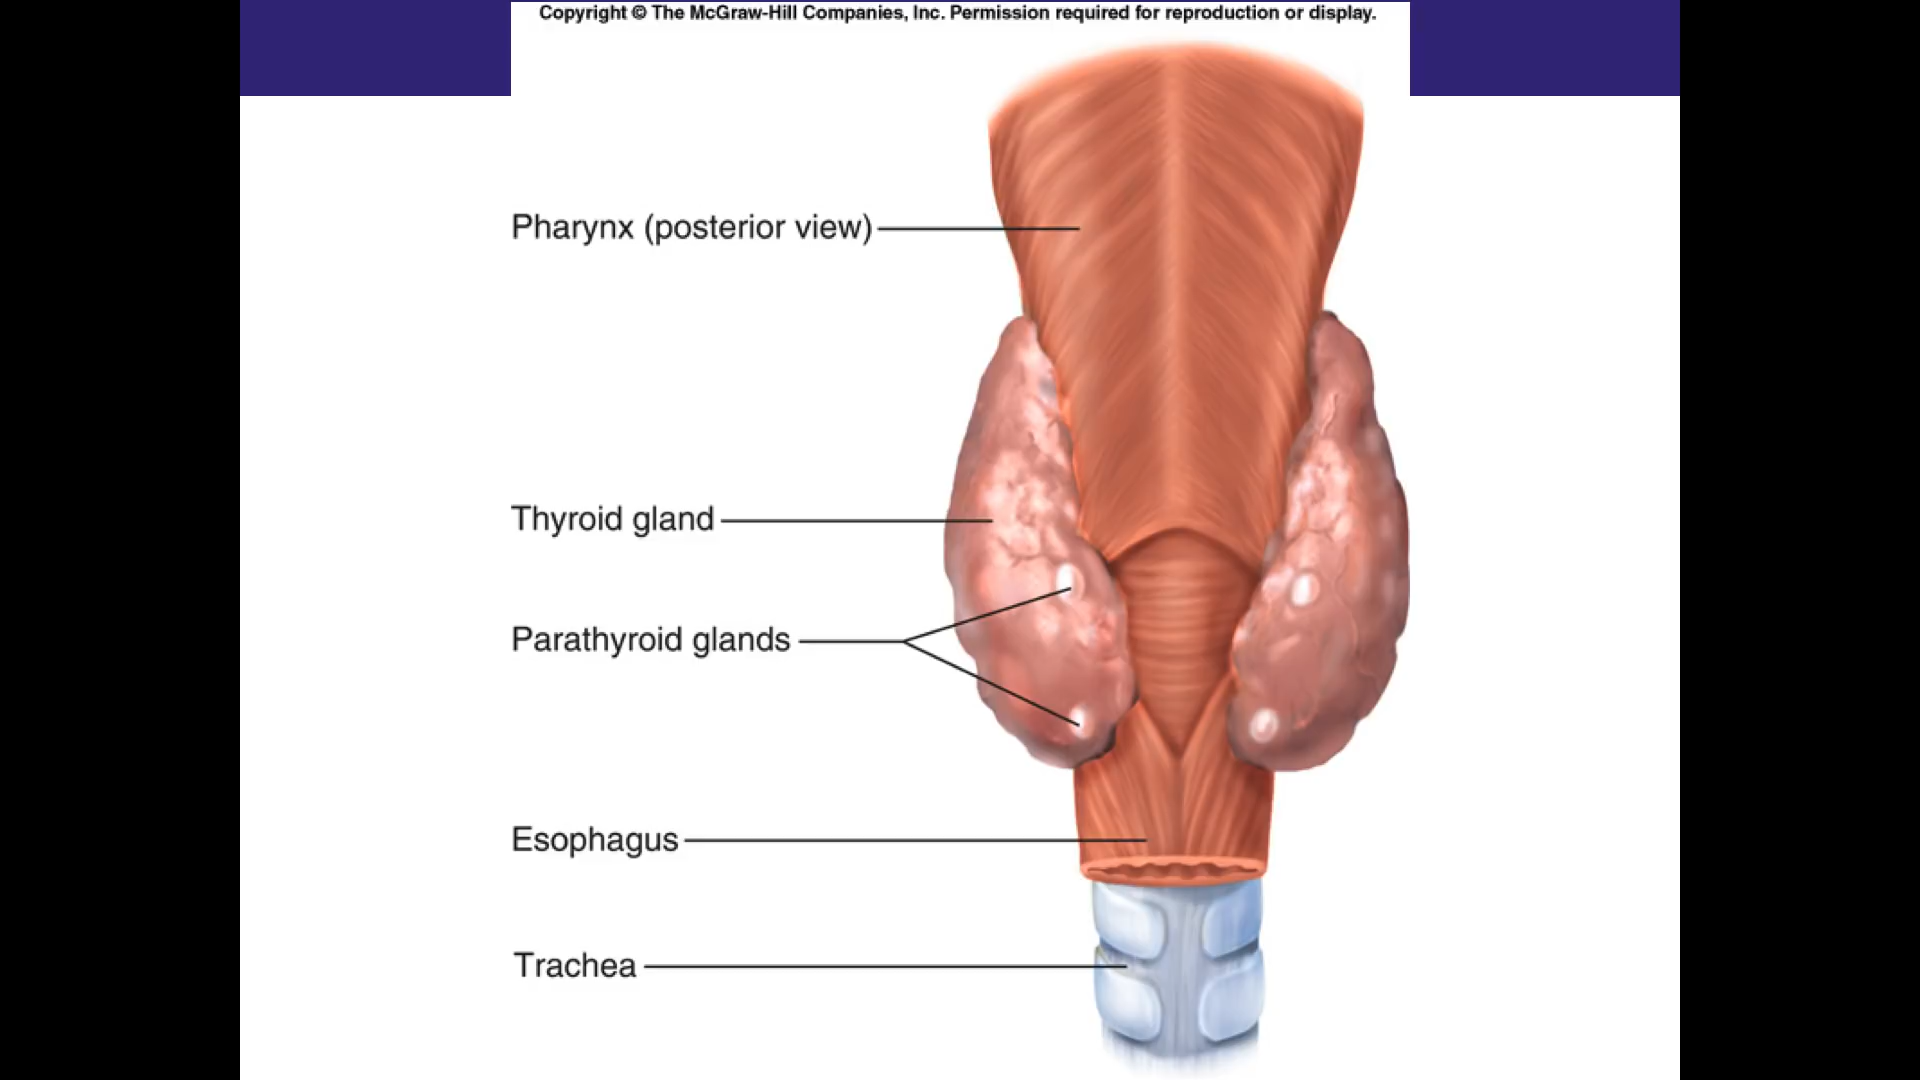 Copyright © The McGraw-Hill Companies, Inc. Permission required for reproduction or display.
Pharynx (posterior view)
Thyroid gland
Parathyroid glands
Esophagus
Trachea